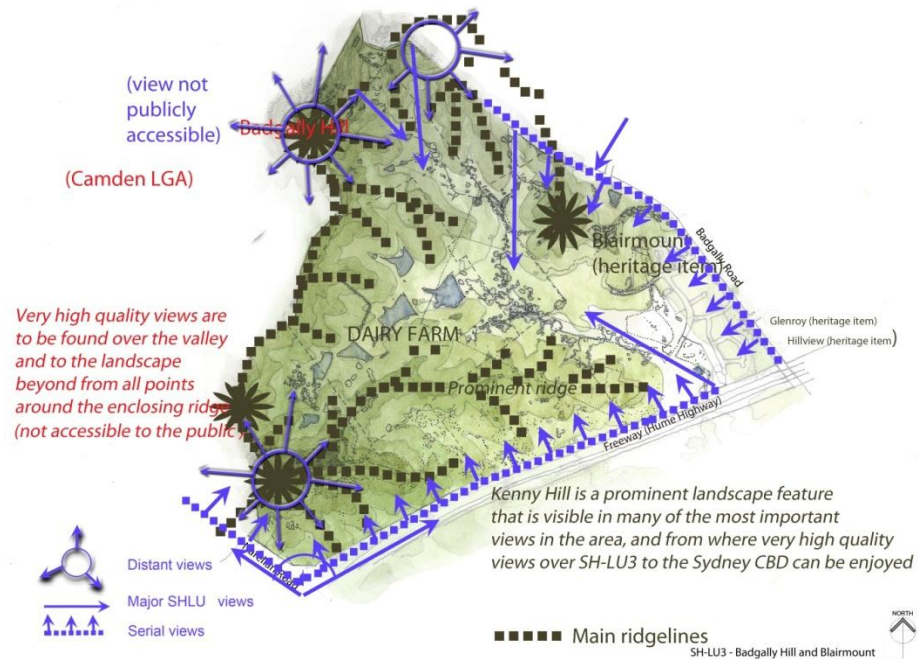 (view not
publicly
accessible)
Badgally Hill
(Camden LGA)
Blairmoun
(heritage item)
Badgally Road
Very high quality views are
to be found over the valley
and to the landscape
beyond from all points
around the enclosing ridge
(not accessible to the public )
DAIRY FARM
Glenroy (heritage item)
Hillview (heritage item)
Prominent ridge
Freeway (Hume Highway)
Kenny Hill is a prominent landscape feature
that is visible in many of the most important
views in the area, and from where very high quality
views over SH-LU3 to the Sydney CBD can be enjoyed
Narellan Road
Distant views
Major SHLU views
Serial views
Main ridgelines
NORTH
SH-LU3 - Badgally Hill and Blairmount